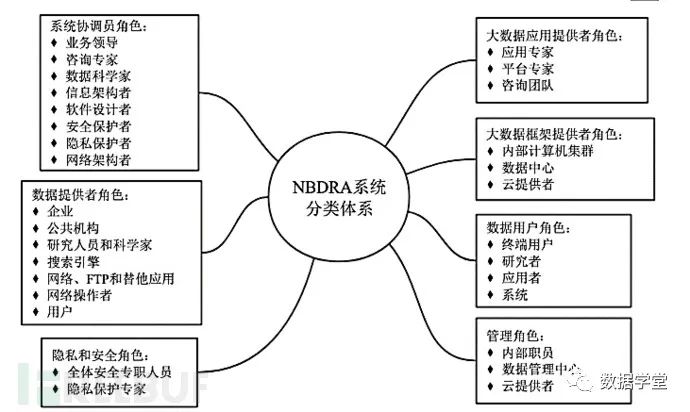 系统协调员角色：
♦ 业务领导
♦ 咨询专家
♦ 数据科学家
♦ 信息架构者
♦ 软件设计者
♦ 安全保护者
♦ 隐私保护者
♦ 网络架构者
数据提供者角色：
♦ 企业
♦ 公共机构
♦ 研究人员和科学家
♦ 搜索引擎
♦ 网络、FTP和替他应用
♦ 网络操作者
♦ 用户
隐私和安全角色：
♦ 全体安全专职人员
♦ 隐私保护专家
NBDRA系统
分类体系
大数据应用提供者角色：
♦ 应用专家
♦ 平台专家
♦ 咨询团队
大数据框架提供者角色：
♦ 内部计算机集群
♦ 数据中心
♦ 云提供者
数据用户角色：
♦ 终端用户
♦ 研究者
♦ 应用者
♦ 系统
管理角色：
♦ 内部职员
♦ 数据管理中心
♦ 云提供者
数据学堂